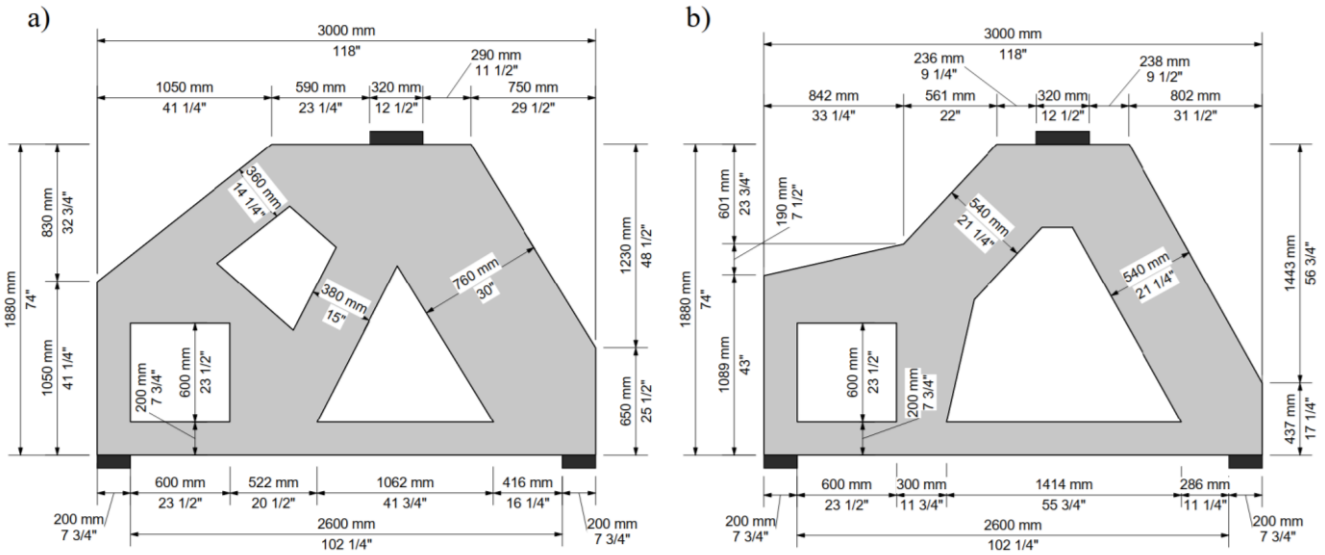 a)
3000 mm
118"
290 mm
11 1/2"
1050 mm
41 1/4"
590 mm
23 1/4"
320 mm
12 1/2"
750 mm
29 1/2"
360 mm
14 1/4"
830 mm
32 3/4"
1880 mm
74"
1050 mm
41 1/4"
380 mm
15"
760 mm
30"
1230 mm
48 1/2"
650 mm
25 1/2"
600 mm
23 1/2"
200 mm
7 3/4"
600 mm
23 1/2"
522 mm
20 1/2"
1062 mm
41 3/4"
416 mm
16 1/4"
200 mm
7 3/4"
2600 mm
102 1/4"
200 mm
7 3/4"
b)
3000 mm
118"
236 mm
9 1/4"
238 mm
9 1/2"
842 mm
33 1/4"
561 mm
22"
320 mm
12 1/2"
802 mm
31 1/2"
601 mm
23 3/4"
190 mm
7 1/2"
540 mm
21 1/4"
540 mm
21 1/4"
1443 mm
56 3/4"
1880 mm
74"
1089 mm
43"
600 mm
23 1/2"
200 mm
7 3/4"
437 mm
17 1/4"
600 mm
23 1/2"
300 mm
11 3/4"
1414 mm
55 3/4"
286 mm
11 1/4"
200 mm
7 3/4"
2600 mm
102 1/4"
200 mm
7 3/4"